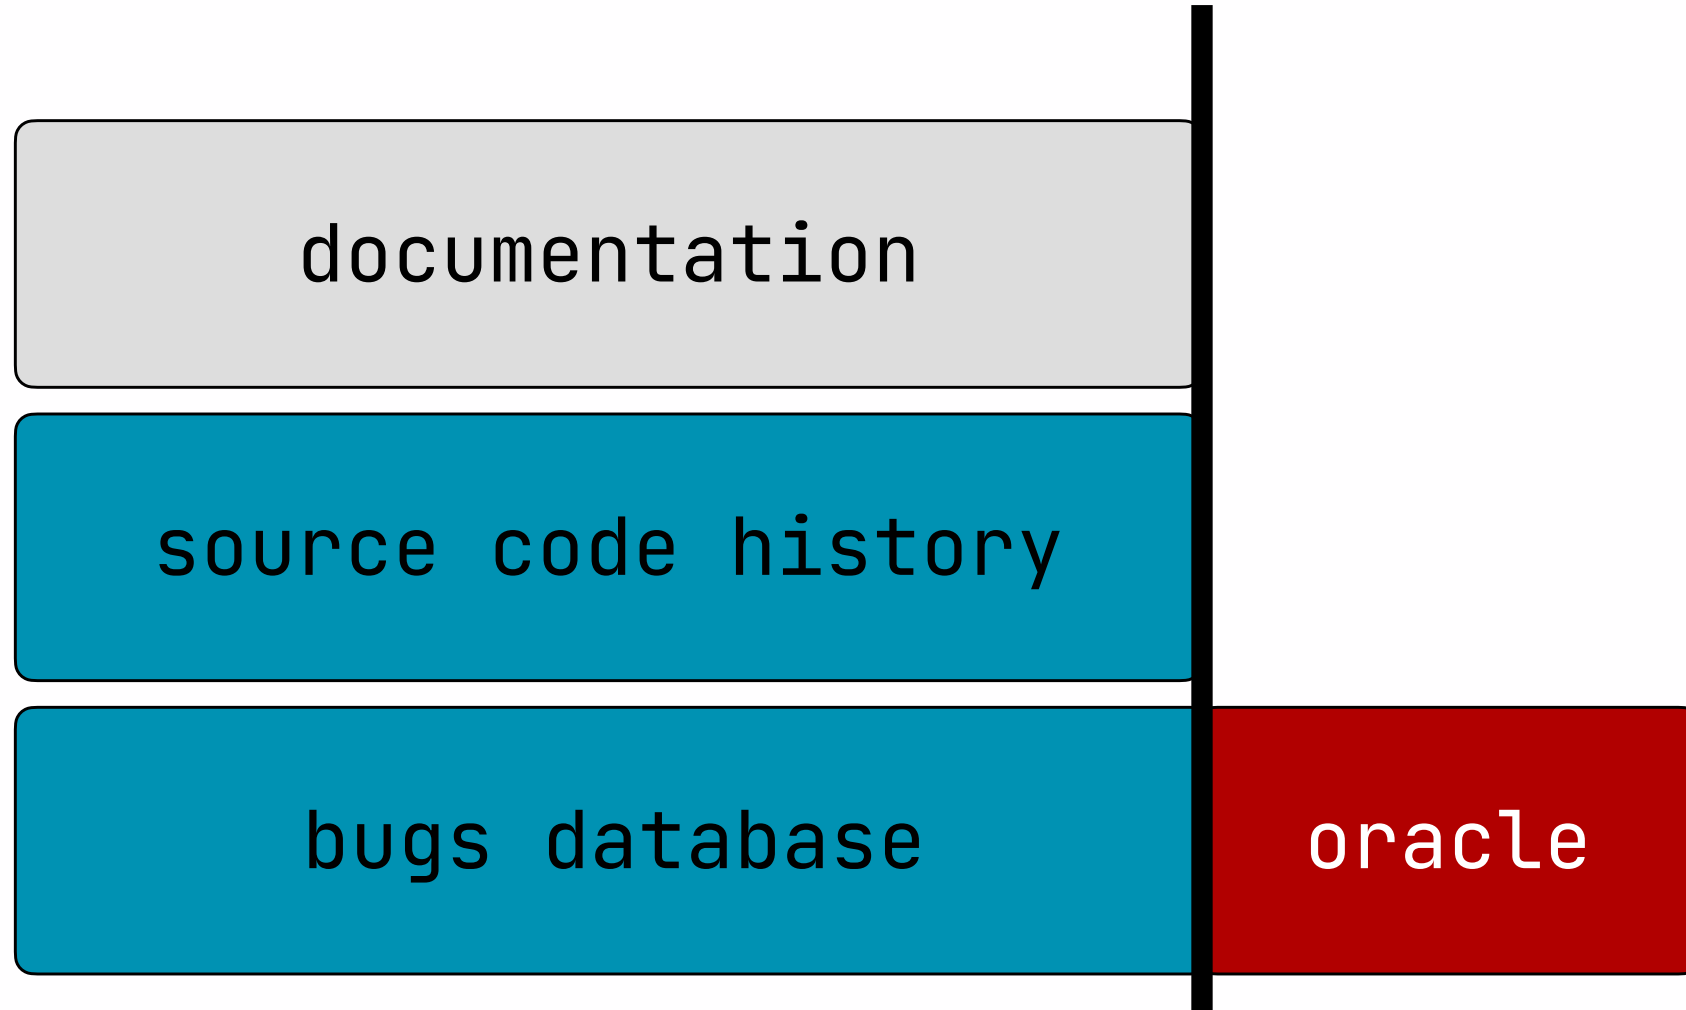 documentation
source code history
bugs database
oracle